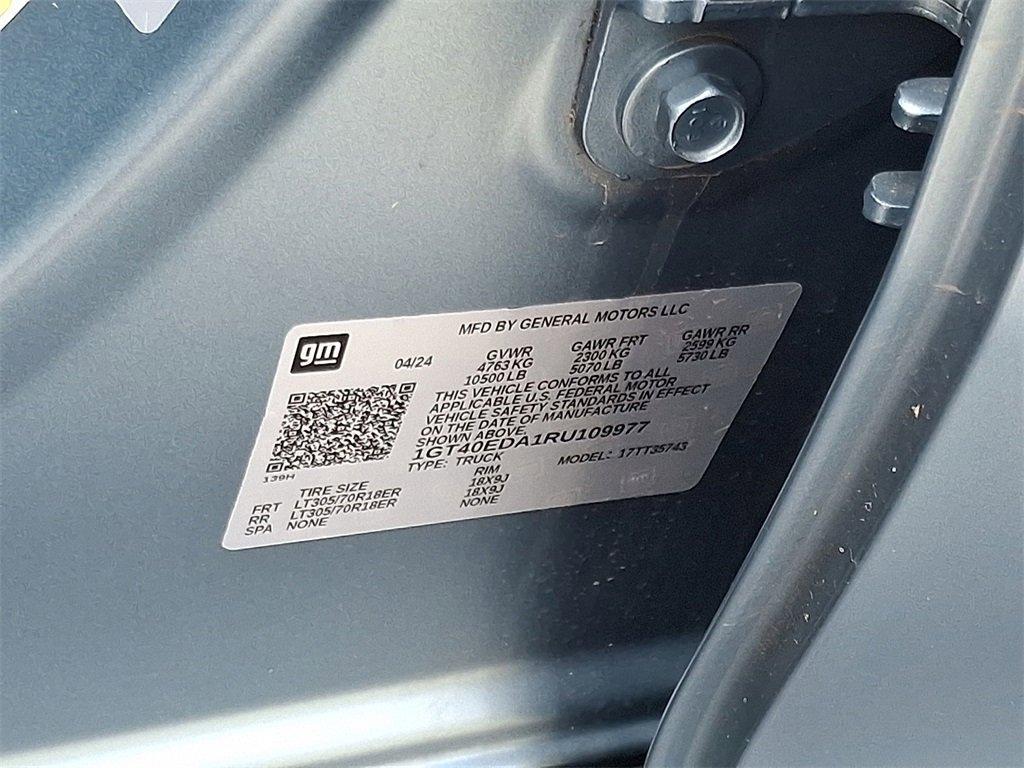 gm
MFD BY GENERAL MOTORS LLC
04/24
GVWR GAWR FRT GAWR RR
4763 KG 2300 KG 2599 KG
10500 LB 5070 LB 5730 LB
THIS VEHICLE CONFORMS TO ALL
APPLICABLE U.S. FEDERAL MOTOR
VEHICLE SAFETY STANDARDS IN EFFECT
ON THE DATE OF MANUFACTURE
SHOWN ABOVE.
1GT40EDA1RU109977
TYPE: TRUCK MODEL: 17TT35743
139H
TIRE SIZE RIM
FRT LT305/70R18ER 18X9J
RR LT305/70R18ER 18X9J
SPA NONE NONE